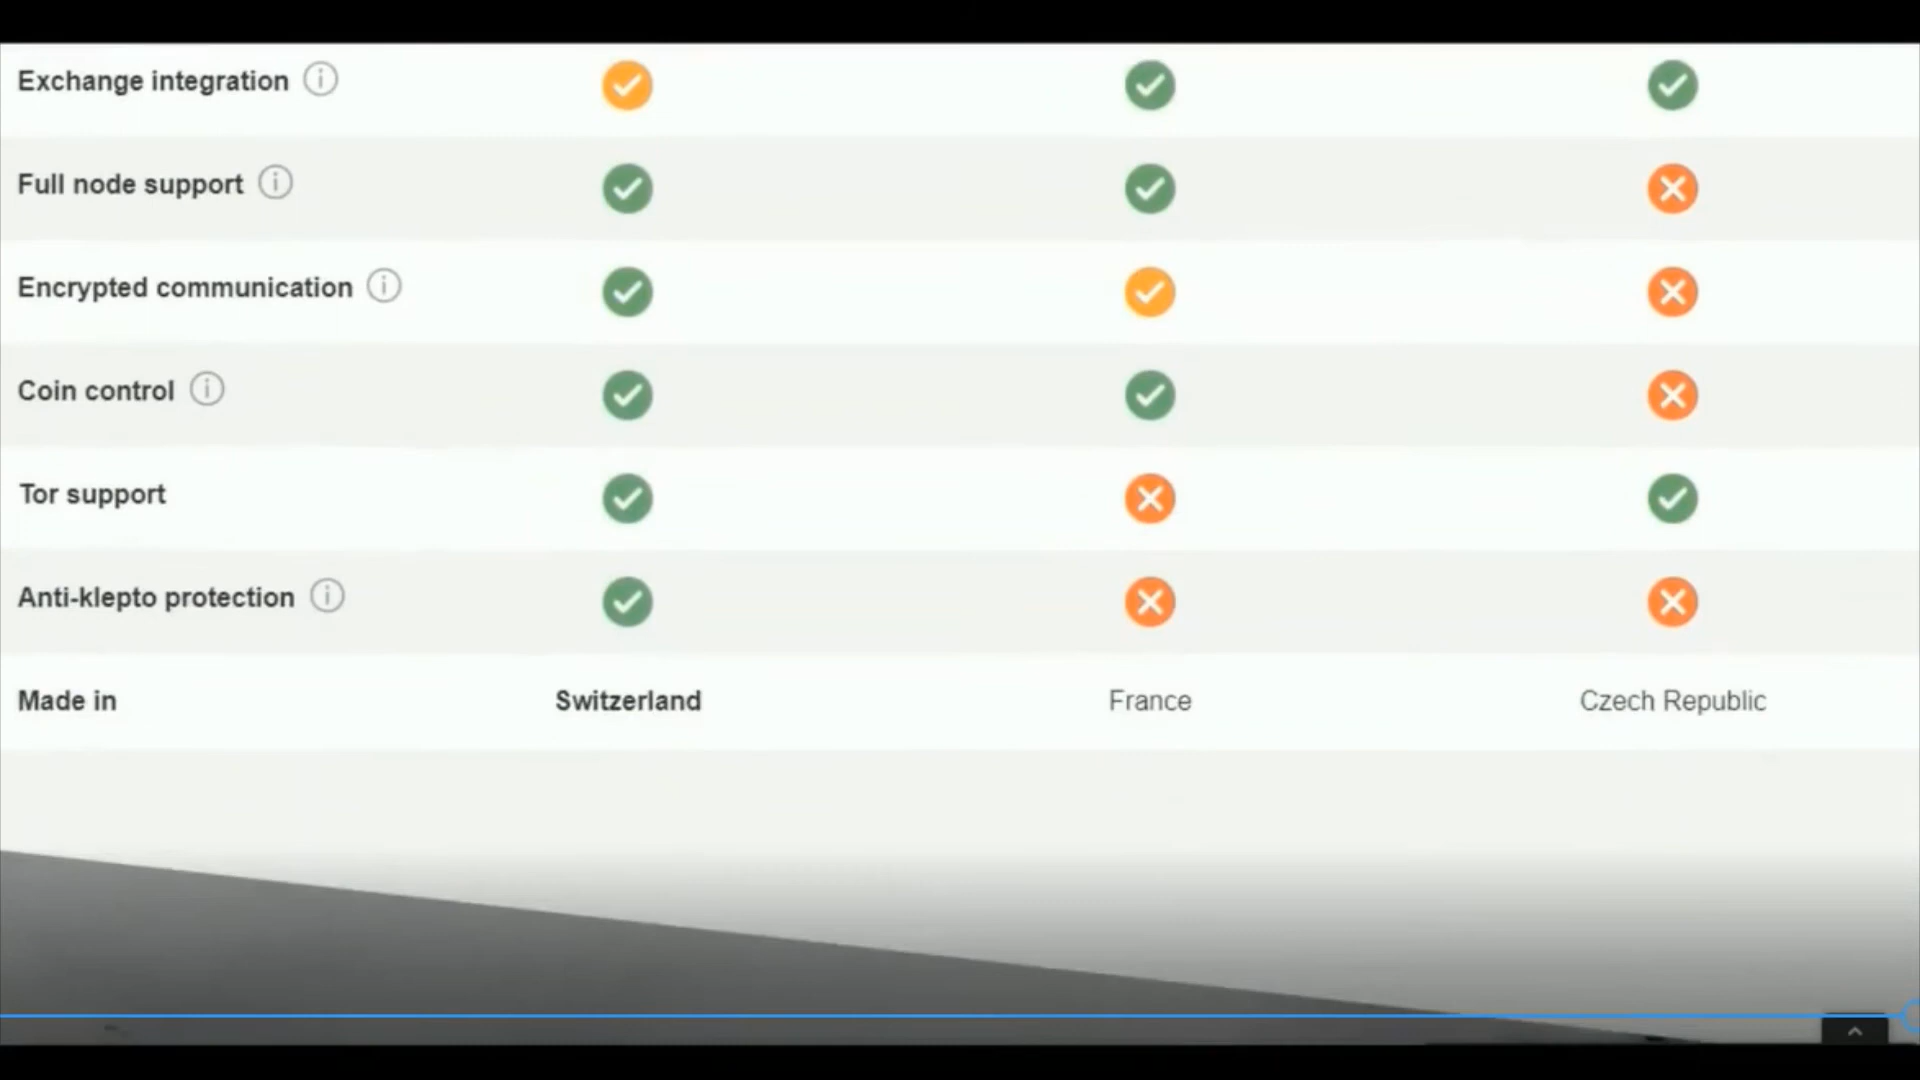 Exchange integration
Full node support
Encrypted communication
Coin control
Tor support
Anti-klepto protection
Made in Switzerland France Czech Republic